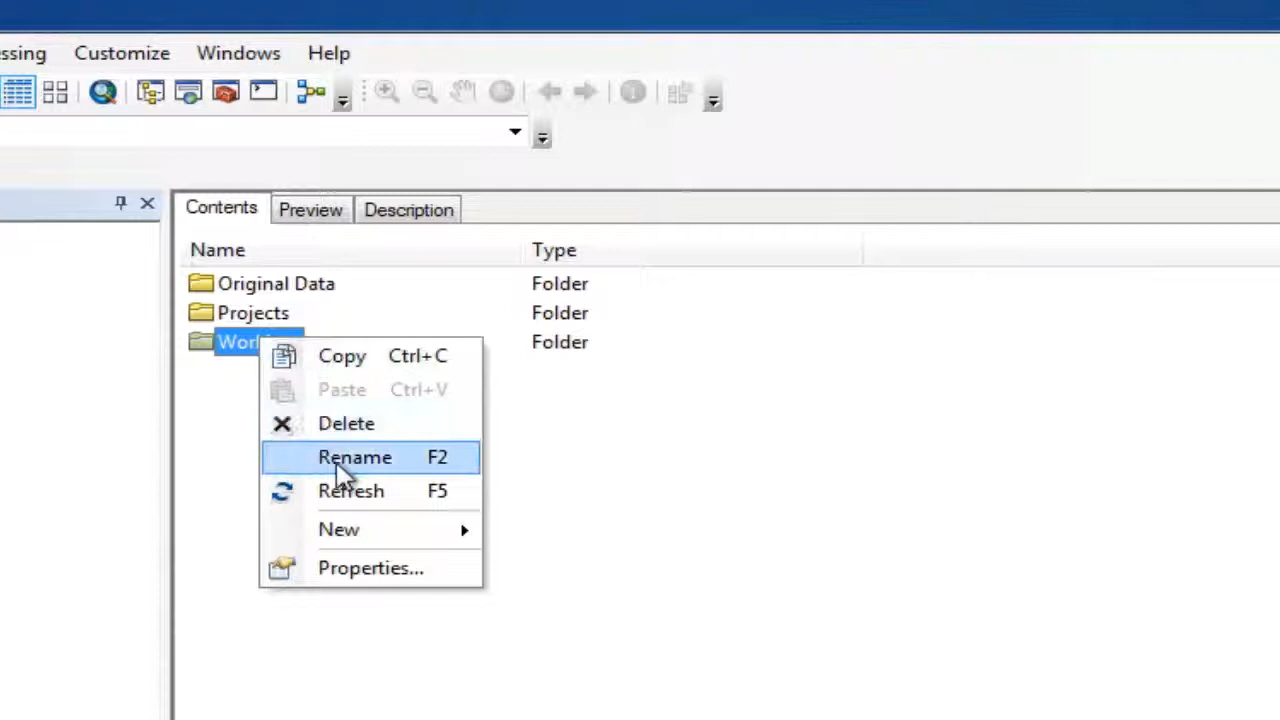 ssing Customize Windows Help
Contents Preview Description
Name Type
Original Data Folder
Projects Folder
Folder
Copy Ctrl+C
Paste Ctrl+V
Delete
Rename F2
Refresh F5
New
Properties...